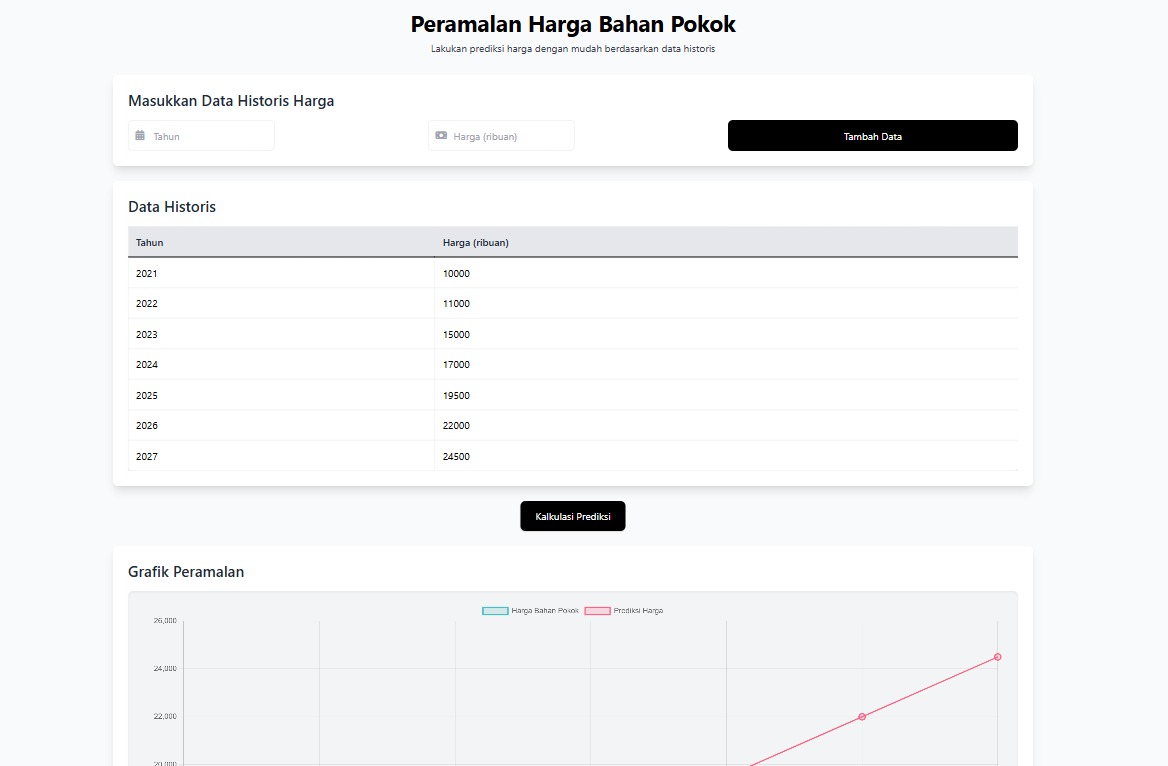 Peramalan Harga Bahan Pokok
Lakukan prediksi harga dengan mudah berdasarkan data historis
Masukkan Data Historis Harga
Tahun
Harga (ribuan)
Tambah Data
Data Historis
Tahun Harga (ribuan)
2021 10000
2022 11000
2023 15000
2024 17000
2025 19500
2026 22000
2027 24500
Kalkulasi Prediksi
Grafik Peramalan
Harga Bahan Pokok Prediksi Harga
26,000
24,000
22,000
20,000